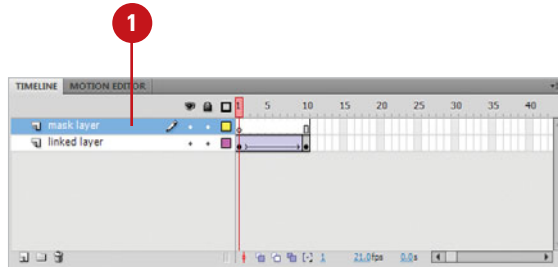 1
TIMELINE MOTION EDITOR
1 5 10 15 20 25 30 35 40
mask layer
linked layer
1 21.0fps 0.0s